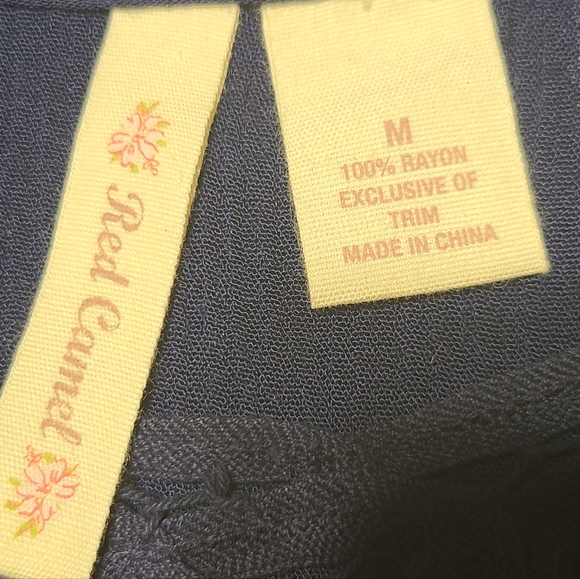 Red Camel
M
100% RAYON
EXCLUSIVE OF
TRIM
MADE IN CHINA